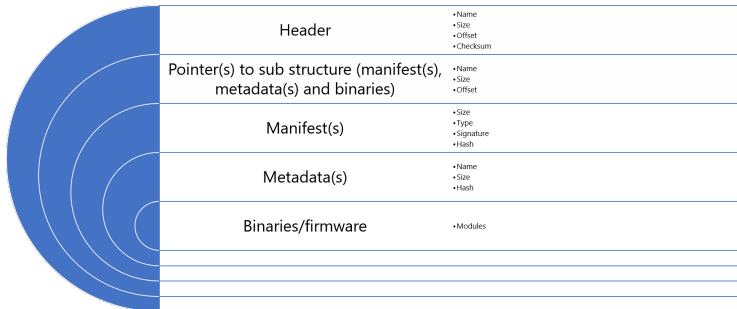 Header
•Name
•Size
•Offset
•Checksum
Pointer(s) to sub structure (manifest(s),
metadata(s) and binaries)
•Name
•Size
•Offset
Manifest(s)
•Size
•Type
•Signature
•Hash
Metadata(s)
•Name
•Size
•Hash
Binaries/firmware
•Modules